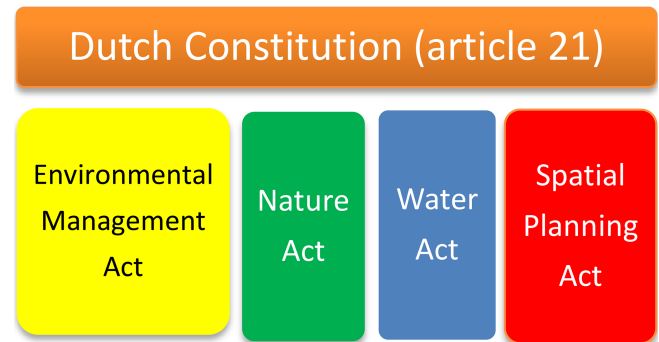 Dutch Constitution (article 21)
Environmental
Management
Act
Nature
Act
Water
Act
Spatial
Planning
Act